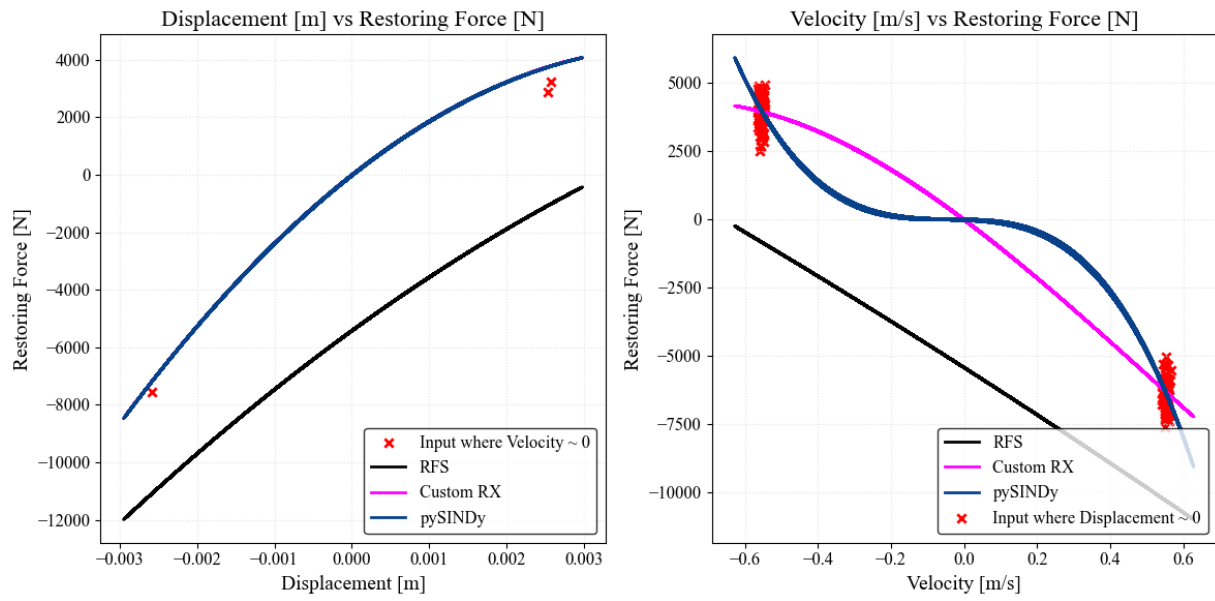 Displacement [m] vs Restoring Force [N]
Restoring Force [N]
4000
2000
0
−2000
−4000
−6000
−8000
−10000
−12000
Input where Velocity ~ 0
RFS
Custom RX
pySINDy
−0.003
−0.002
−0.001
0.000
0.001
0.002
0.003
Displacement [m]
Velocity [m/s] vs Restoring Force [N]
Restoring Force [N]
5000
2500
0
−2500
−5000
−7500
−10000
RFS
Custom RX
pySINDy
Input where Displacement ~ 0
−0.6
−0.4
−0.2
0.0
0.2
0.4
0.6
Velocity [m/s]